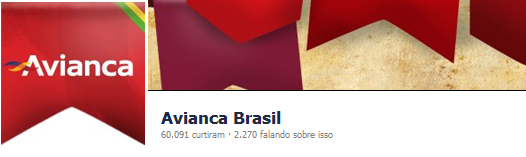 Avianca
Avianca Brasil
60.091 curtiram · 2.270 falando sobre isso